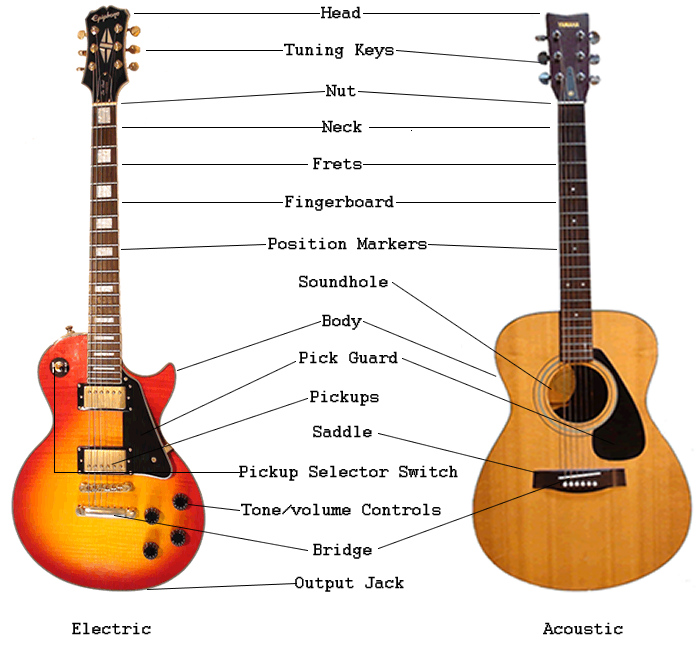 Epiphone
YAMAHA
Head
Tuning Keys
Nut
Neck
Frets
Fingerboard
Position Markers
Soundhole
Body
Pick Guard
Pickups
Saddle
Pickup Selector Switch
Tone/volume Controls
Bridge
Output Jack
Electric
Acoustic